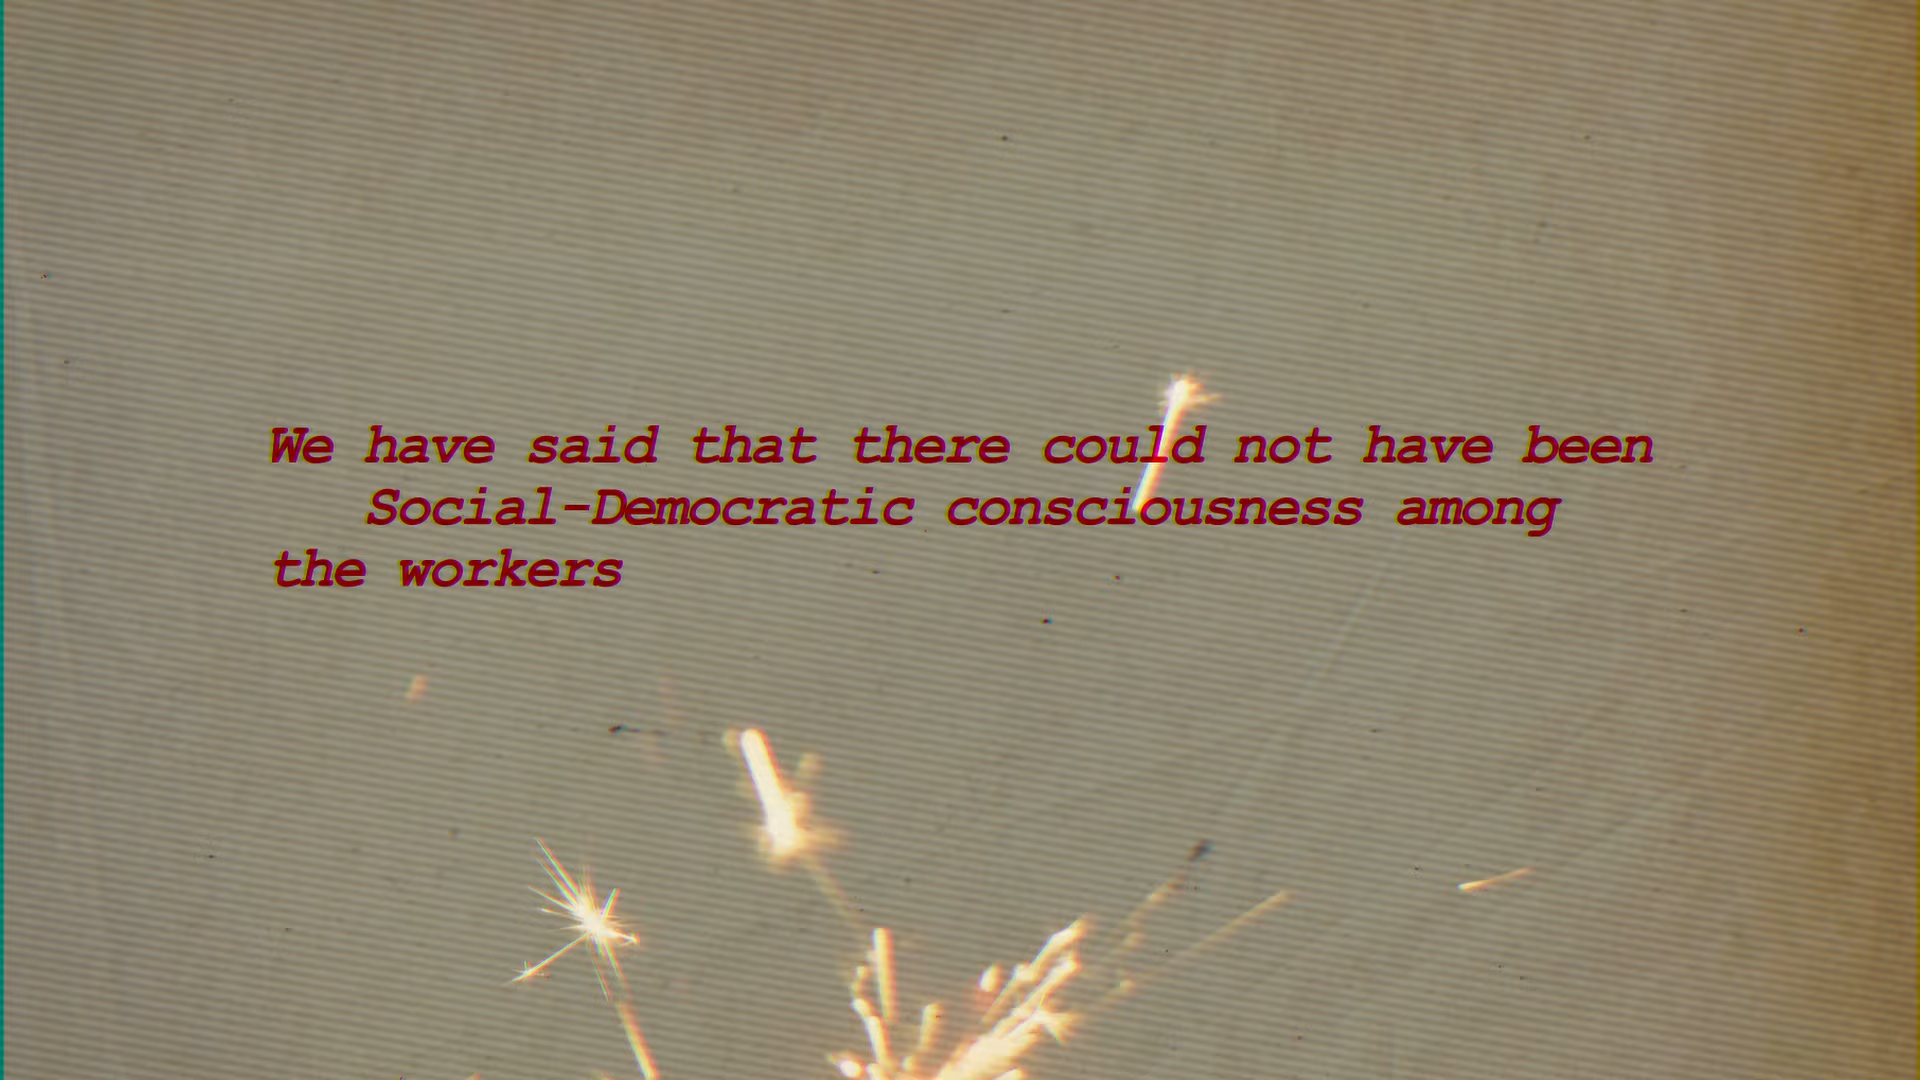 We have said that there could not have been
Social-Democratic consciousness among
the workers